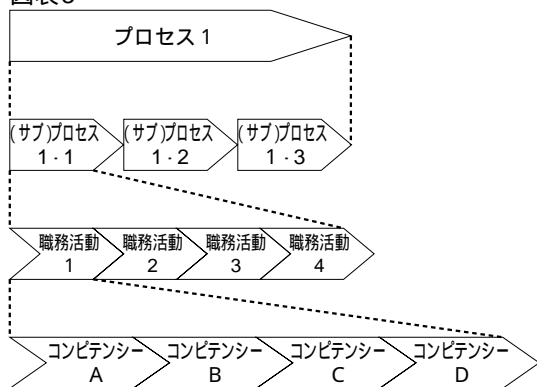 プロセス1
(サブ)プロセス (サブ)プロセス (サブ)プロセス
1・1 1・2 1・3
職務活動 職務活動 職務活動 職務活動
1 2 3 4
コンピテンシー コンピテンシー コンピテンシー コンピテンシー
A B C D